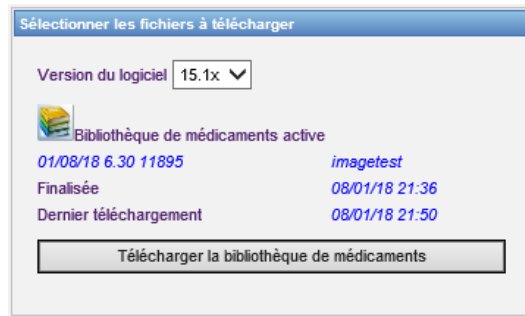 Sélectionner les fichiers à télécharger
Version du logiciel 15.1x
Bibliothèque de médicaments active
01/08/18 6.30 11895 imagetest
Finalisée 08/01/18 21:36
Dernier téléchargement 08/01/18 21:50
Télécharger la bibliothèque de médicaments